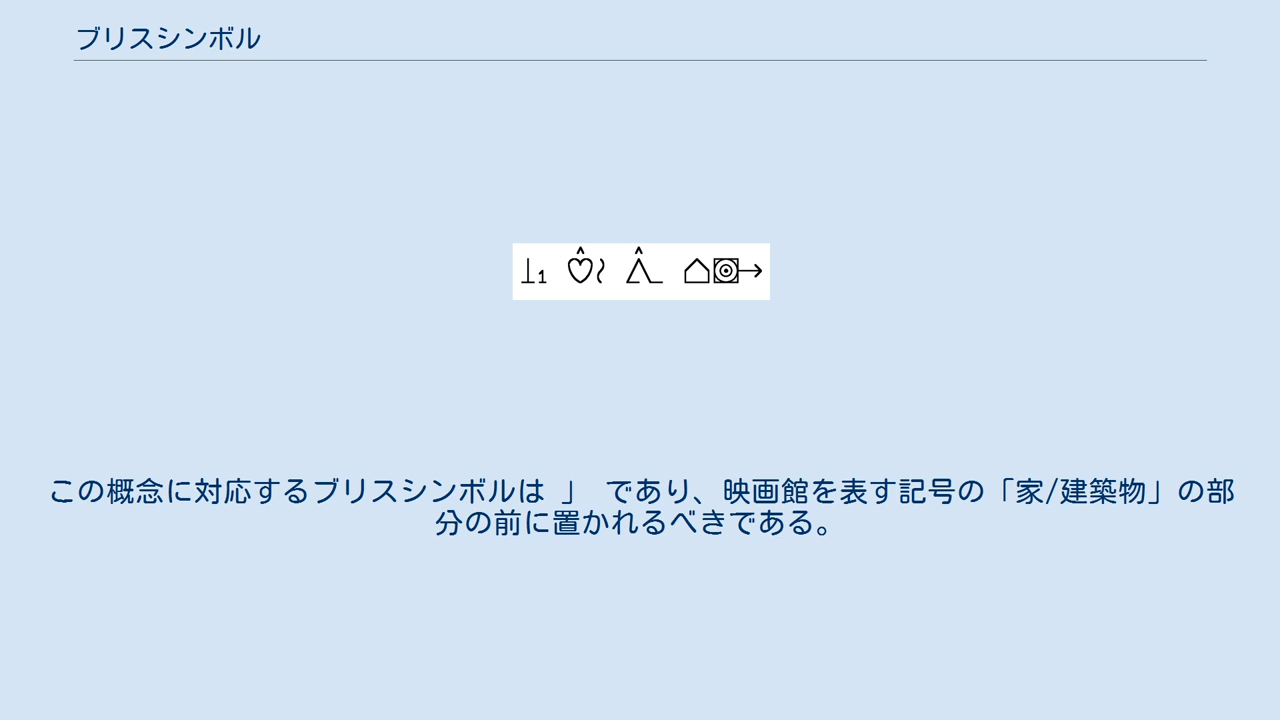 ブリスシンボル
この概念に対応するブリスシンボルは 」 であり、映画館を表す記号の「家/建築物」の部
分の前に置かれるべきである。